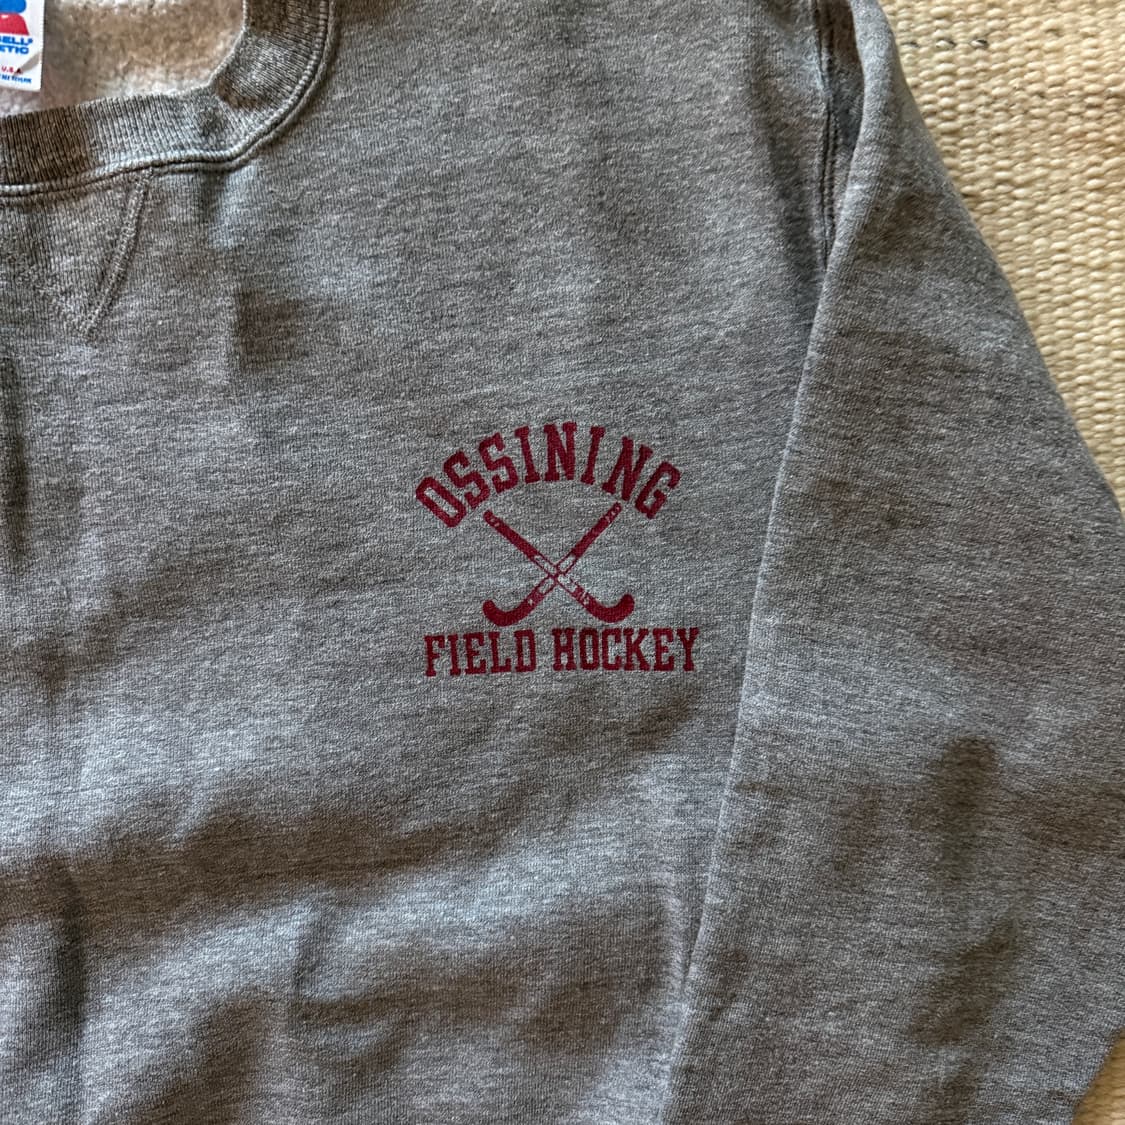 U.S.A.
OSSINING
FIELD HOCKEY